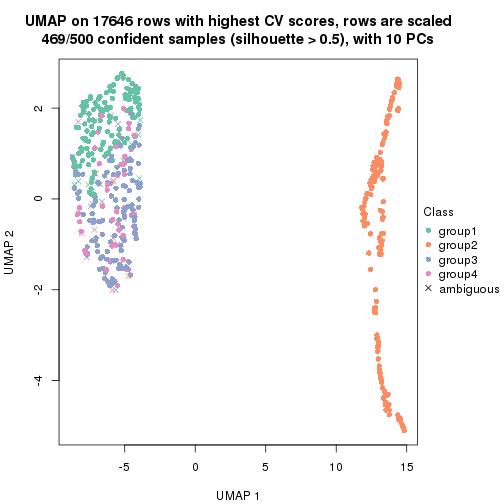 UMAP on 17646 rows with highest CV scores, rows are scaled
469/500 confident samples (silhouette > 0.5), with 10 PCs
2
0
-2
-4
UMAP 2
-5
0
5
10
15
UMAP 1
Class
group1
group2
group3
group4
ambiguous